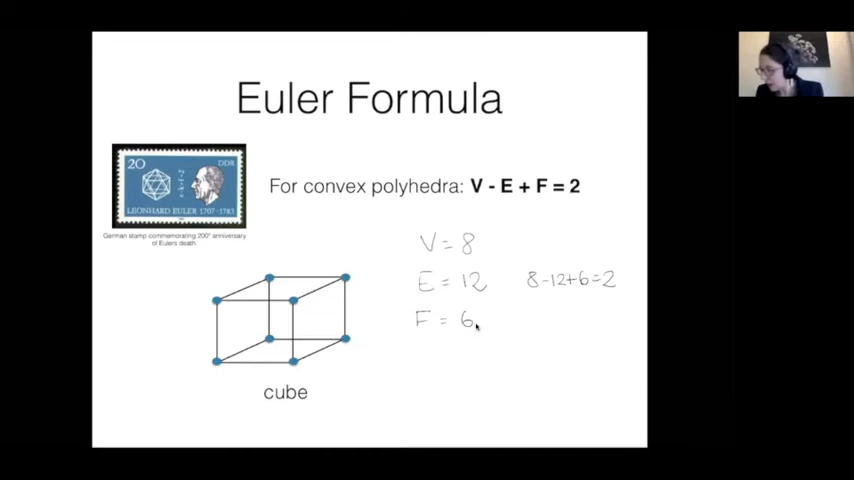 Euler Formula
20
DDR
LEONHARD EULER 1707-1783
German stamp commemorating 200° anniversary
of Eulers death.
For convex polyhedra: V - E + F = 2
V = 8
E = 12
8-12+6=2
F = 6
cube